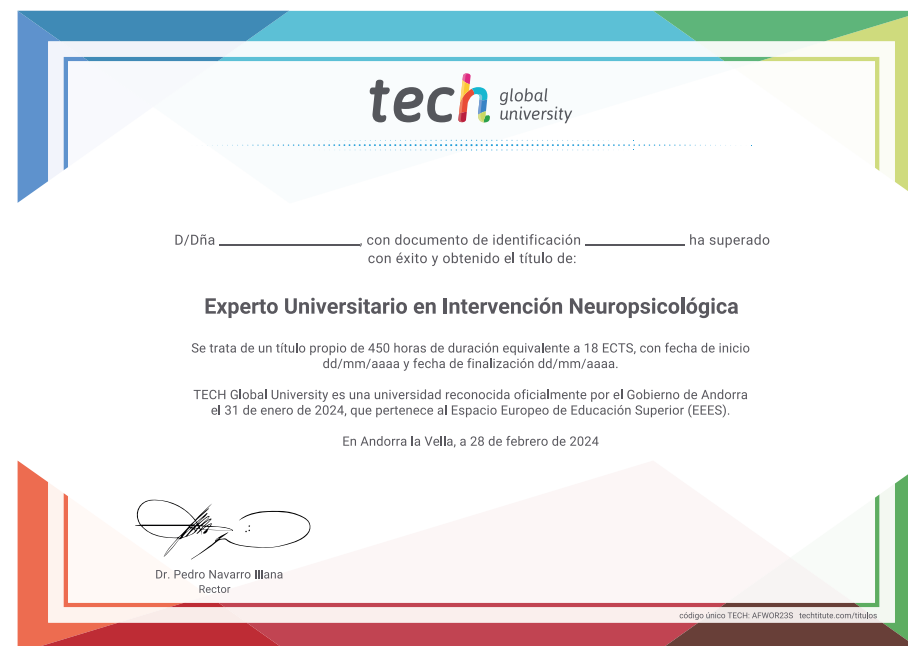 tech global university
D/Dña ____________________, con documento de identificación ______________ ha superado
con éxito y obtenido el título de:
Experto Universitario en Intervención Neuropsicológica
Se trata de un título propio de 450 horas de duración equivalente a 18 ECTS, con fecha de inicio
dd/mm/aaaa y fecha de finalización dd/mm/aaaa.
TECH Global University es una universidad reconocida oficialmente por el Gobierno de Andorra
el 31 de enero de 2024, que pertenece al Espacio Europeo de Educación Superior (EEES).
En Andorra la Vella, a 28 de febrero de 2024
Dr. Pedro Navarro Illana
Rector
código único TECH: AFWOR23S techtitute.com/titulos